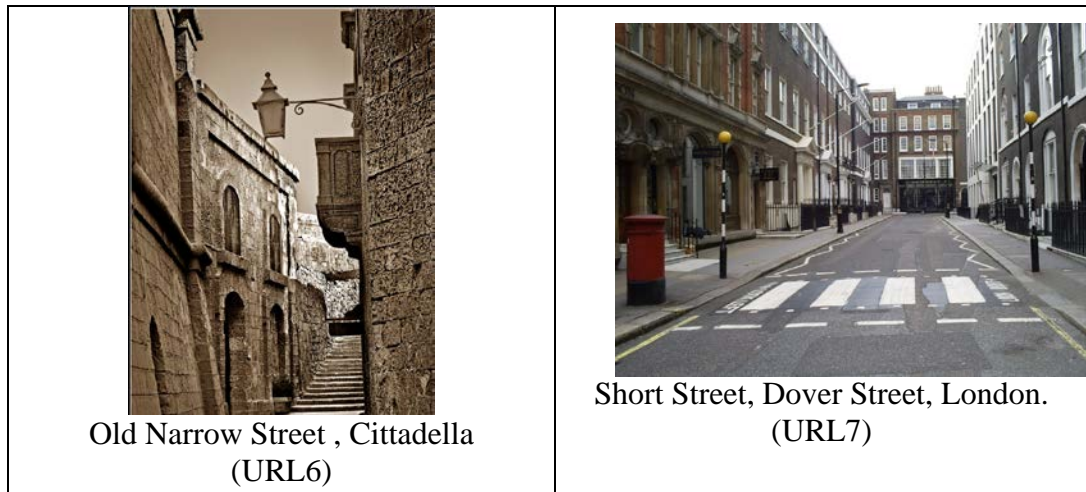 Old Narrow Street , Cittadella
(URL6)
Short Street, Dover Street, London.
(URL7)